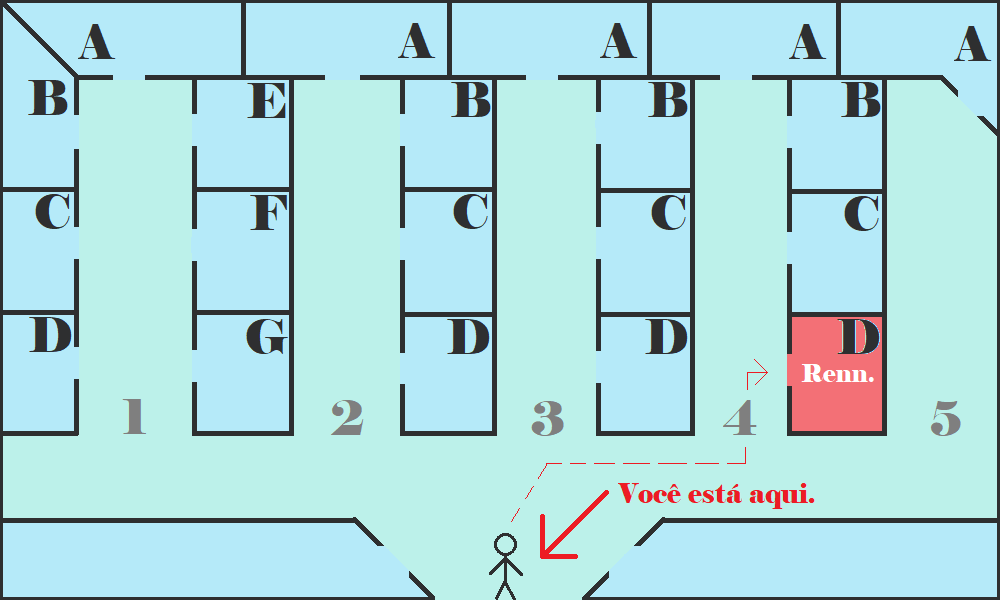 A A A A A
B E B B B
C F C C C
D G D D D
Renn.
1 2 3 4 5
Você está aqui.